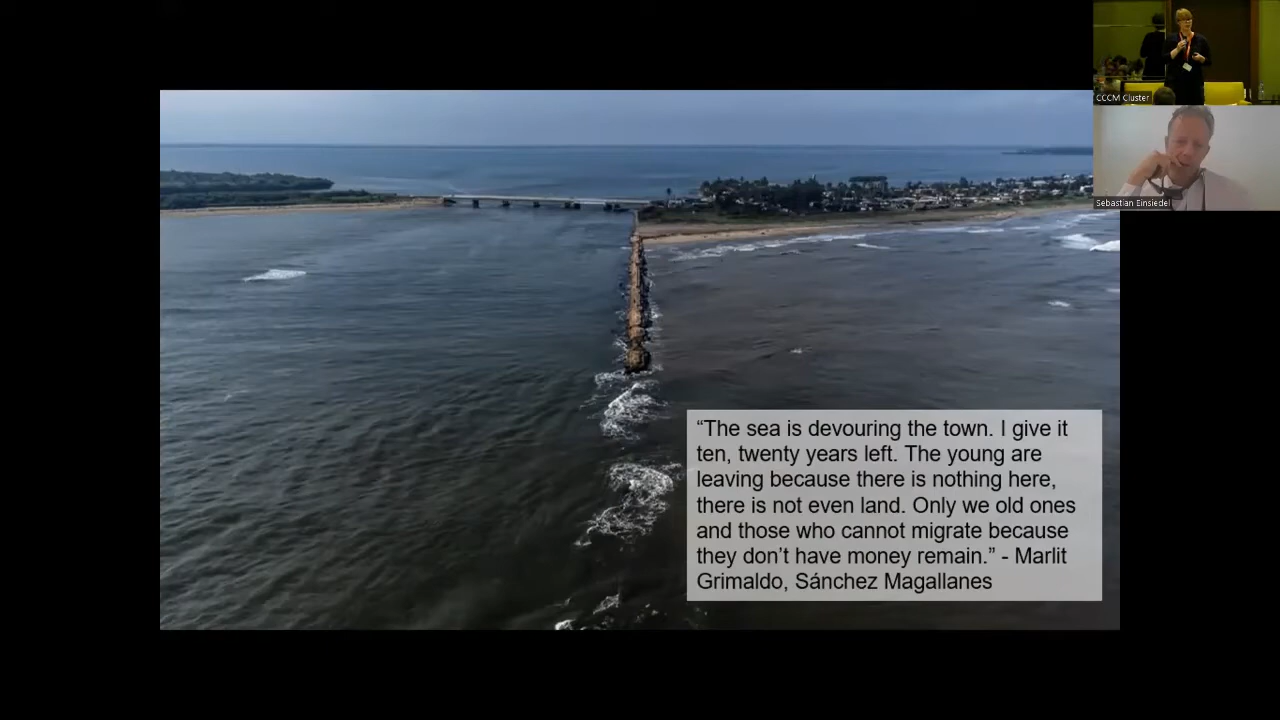 CCCM Cluster
Sebastian Einsiedel
“The sea is devouring the town. I give it
ten, twenty years left. The young are
leaving because there is nothing here,
there is not even land. Only we old ones
and those who cannot migrate because
they don’t have money remain.” - Marlit
Grimaldo, Sánchez Magallanes